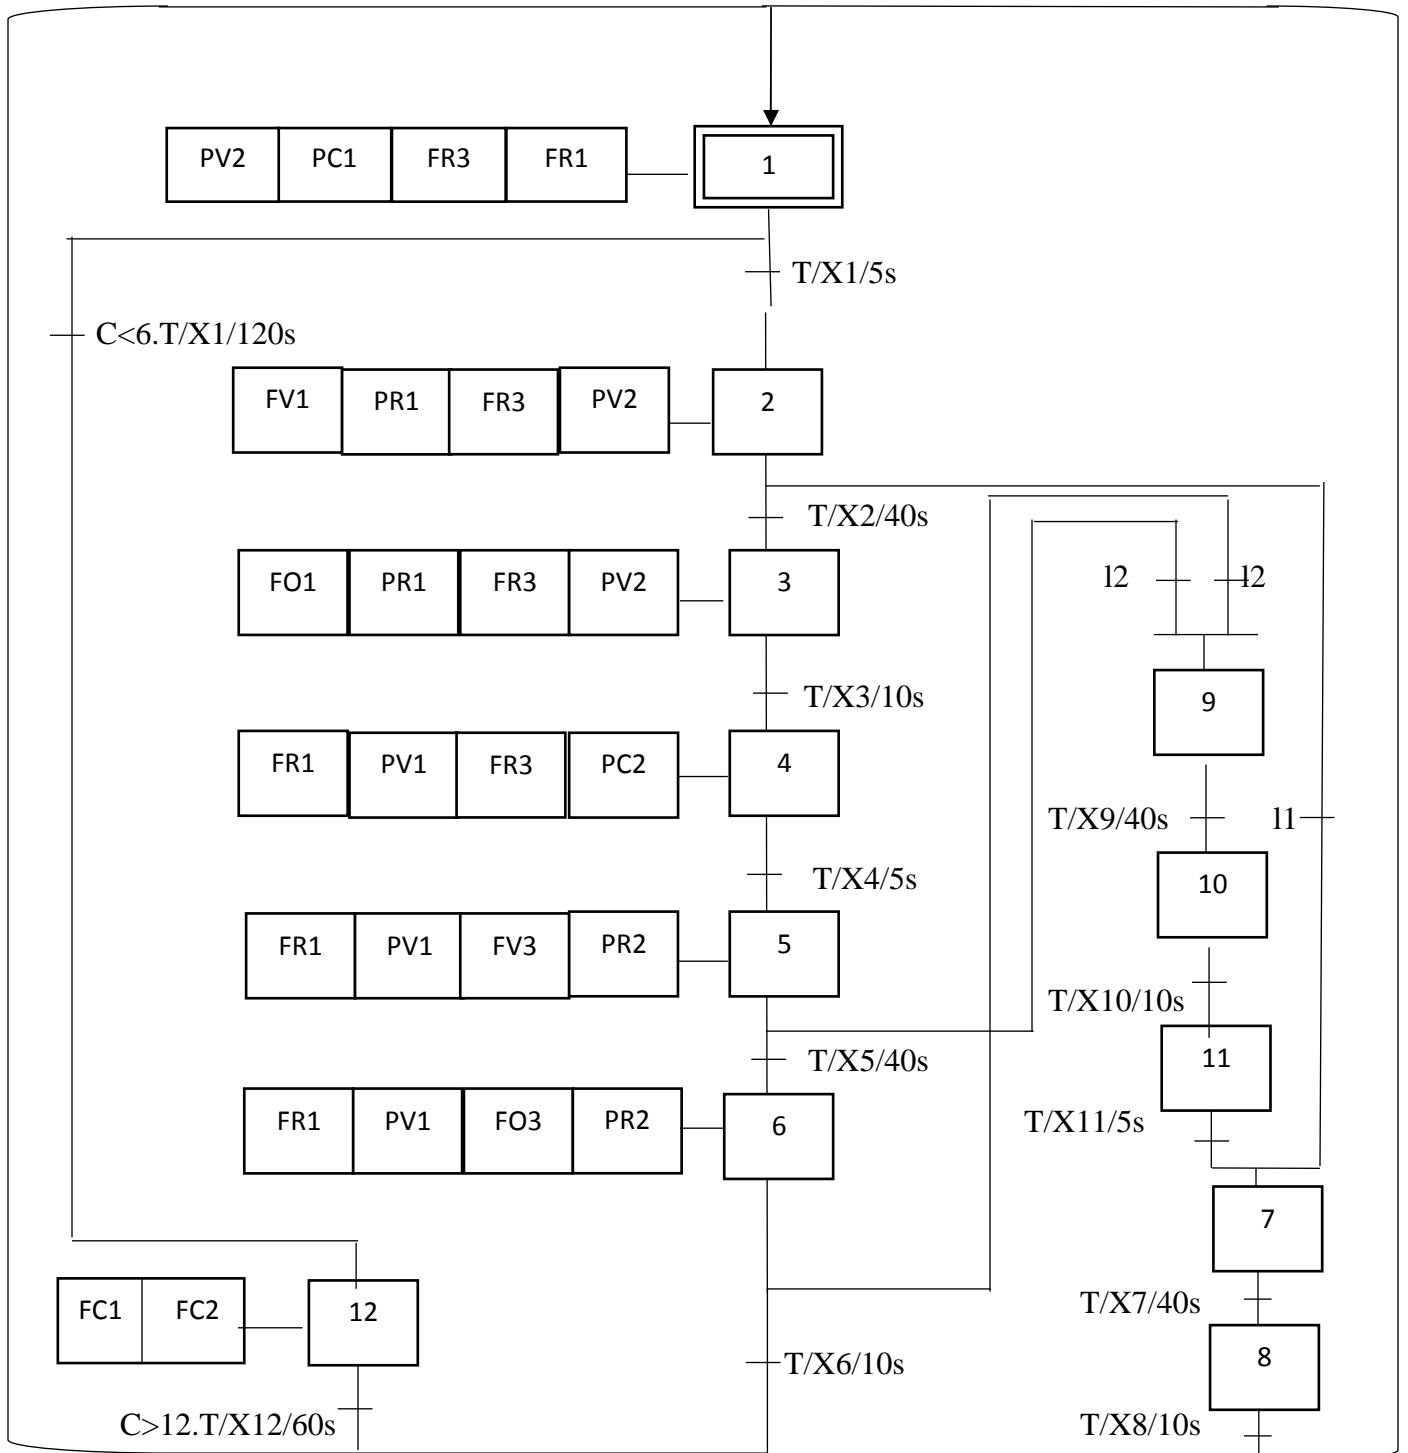 PV2 PC1 FR3 FR1 1
T/X1/5s
C<6.T/X1/120s
FV1 PR1 FR3 PV2 2
T/X2/40s
FO1 PR1 FR3 PV2 3
l2 l2
T/X3/10s
9
FR1 PV1 FR3 PC2 4
T/X9/40s l1
T/X4/5s
10
FR1 PV1 FV3 PR2 5
T/X10/10s
T/X5/40s
11
FR1 PV1 FO3 PR2 6
T/X11/5s
7
FC1 FC2 12
T/X7/40s
T/X6/10s
8
C>12.T/X12/60s
T/X8/10s